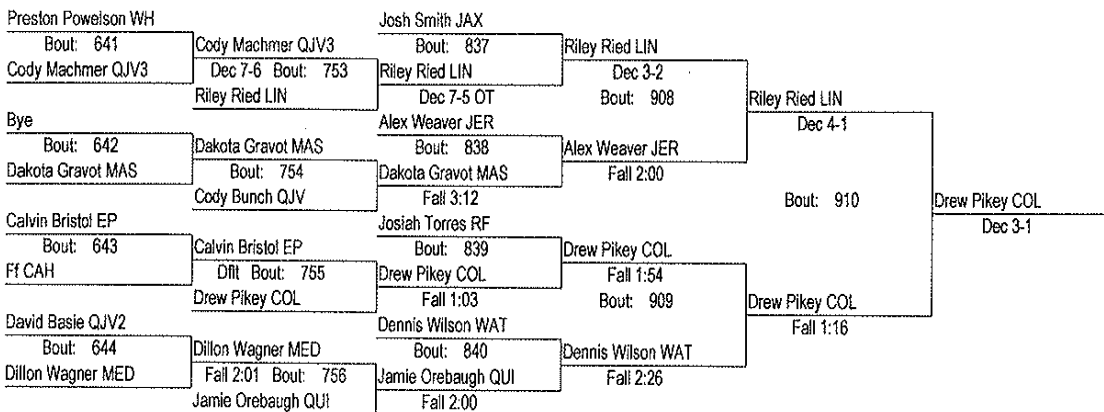 Preston Powelson WH
Bout: 641
Cody Machmer QJV3
Bye
Bout: 642
Dakota Gravot MAS
Calvin Bristol EP
Bout: 643
Ff CAH
David Basie QJV2
Bout: 644
Dillon Wagner MED
Cody Machmer QJV3
Dec 7-6 Bout: 753
Riley Ried LIN
Dakota Gravot MAS
Bout: 754
Cody Bunch QJV
Calvin Bristol EP
Dflt Bout: 755
Drew Pikey COL
Dillon Wagner MED
Fall 2:01 Bout: 756
Jamie Orebaugh QUI
Josh Smith JAX
Bout: 837
Riley Ried LIN
Dec 7-5 OT
Alex Weaver JER
Bout: 838
Dakota Gravot MAS
Fall 3:12
Josiah Torres RF
Bout: 839
Drew Pikey COL
Fall 1:03
Dennis Wilson WAT
Bout: 840
Jamie Orebaugh QUI
Fall 2:00
Riley Ried LIN
Dec 3-2
Bout: 908
Alex Weaver JER
Fall 2:00
Drew Pikey COL
Fall 1:54
Bout: 909
Dennis Wilson WAT
Fall 2:26
Riley Ried LIN
Dec 4-1
Bout: 910
Drew Pikey COL
Fall 1:16
Drew Pikey COL
Dec 3-1